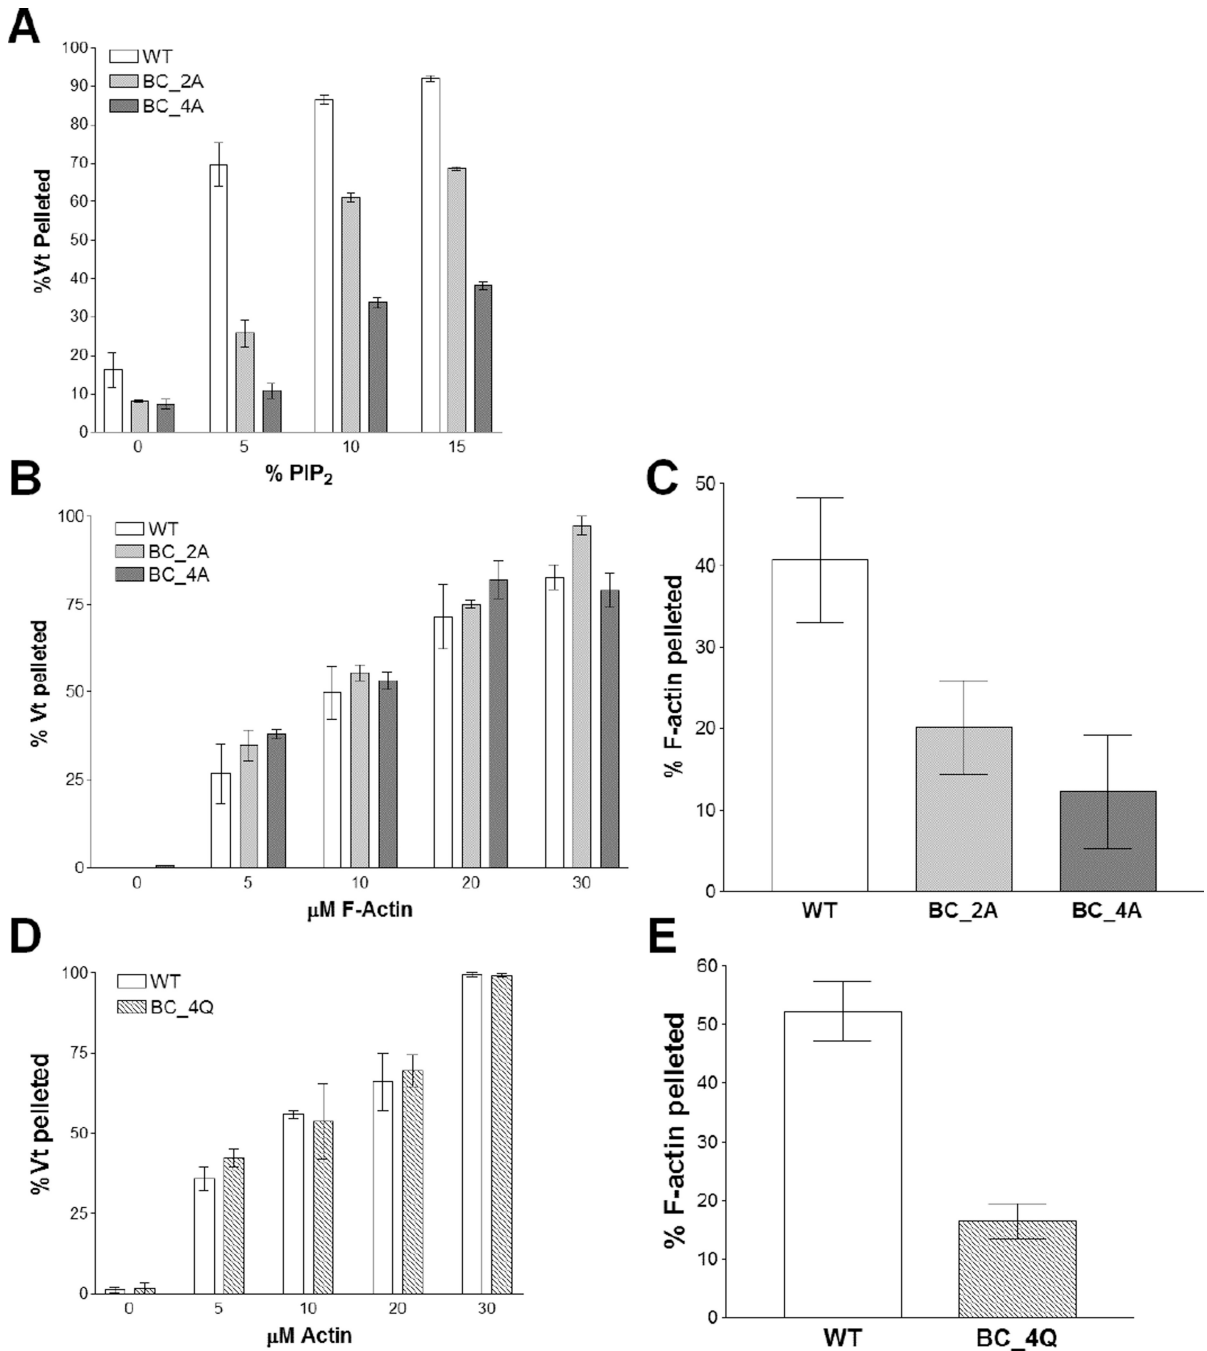 A
100
90
80
70
60
50
40
30
20
10
0
%Vt Pelleted
WT
BC_2A
BC_4A
0 5 10 15
% PIP2
B
100
75
50
25
0
% Vt pelleted
WT
BC_2A
BC_4A
0 5 10 20 30
μM F-Actin
C
50
40
30
20
10
0
% F-actin pelleted
WT BC_2A BC_4A
D
100
75
50
25
0
% Vt pelleted
WT
BC_4Q
0 5 10 20 30
μM Actin
E
60
50
40
30
20
10
0
% F-actin pelleted
WT BC_4Q